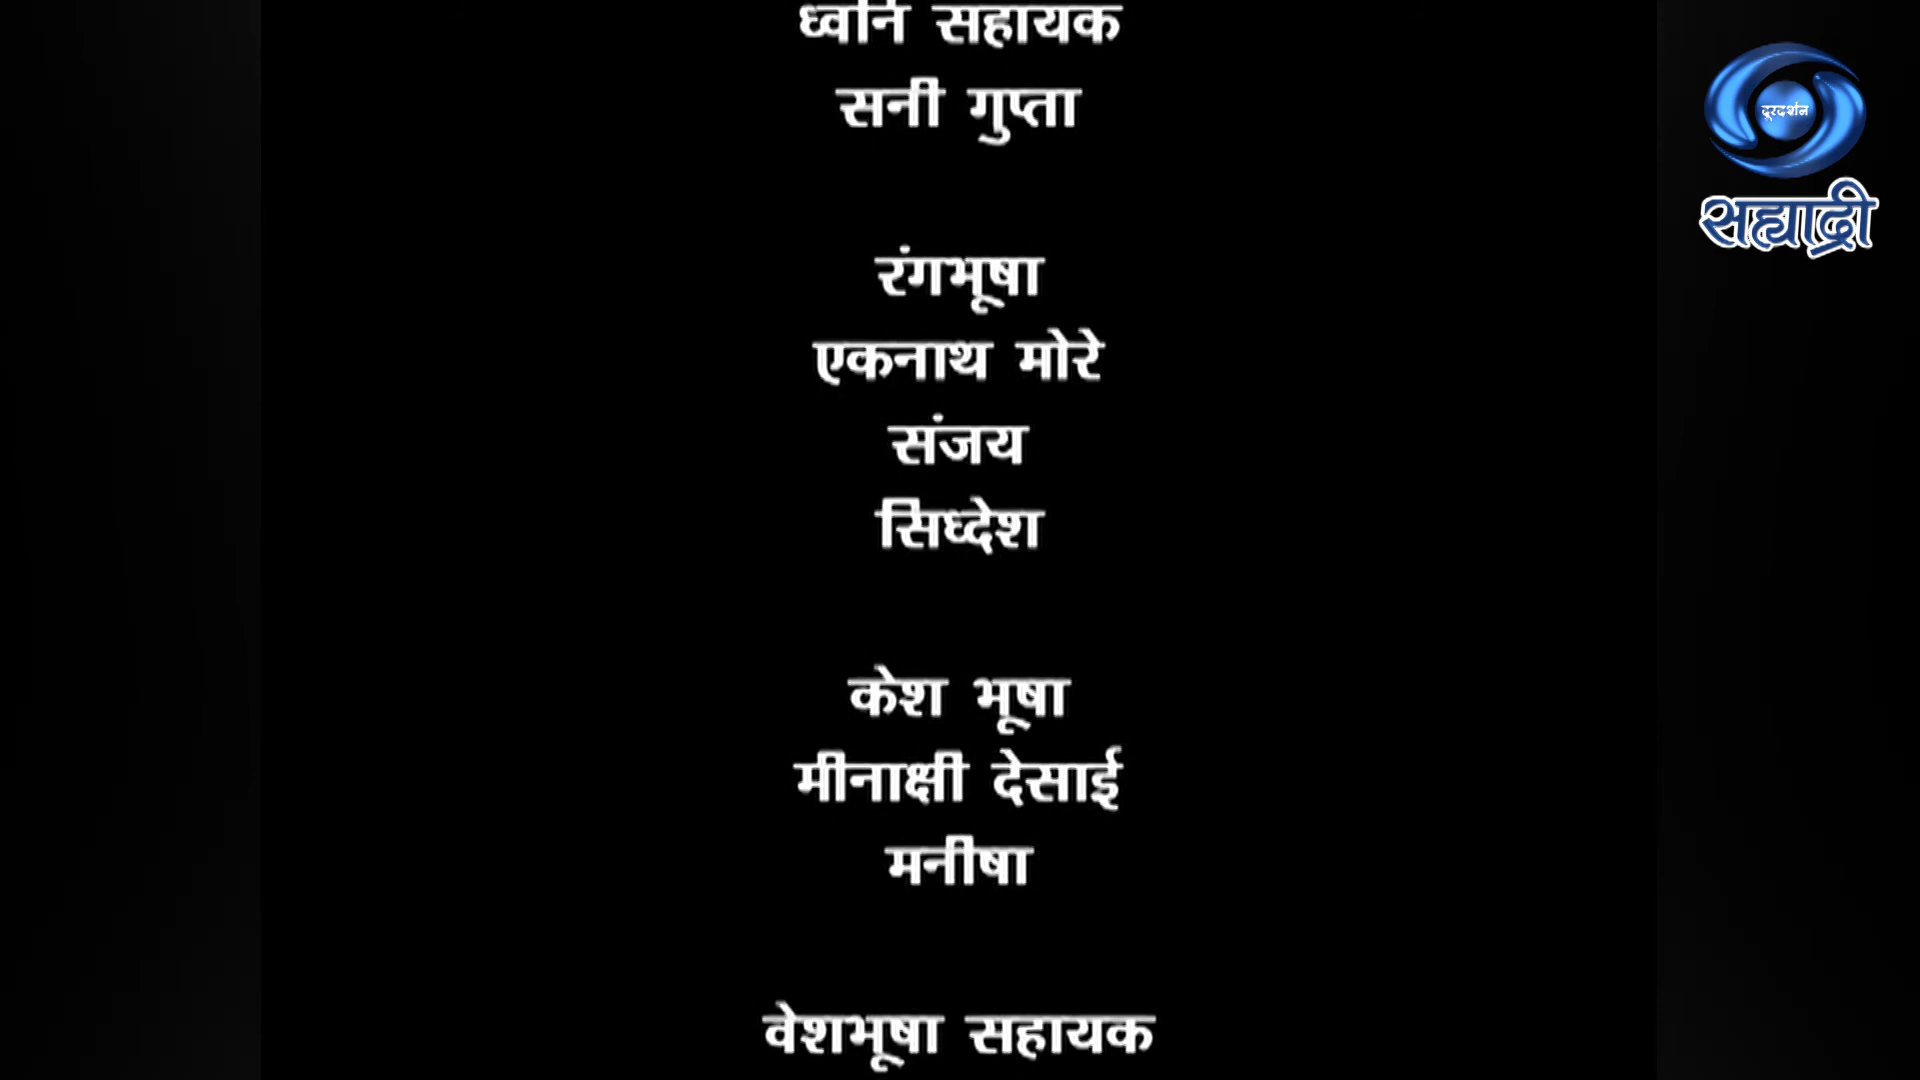 ध्वनि सहायक
सनी गुप्ता
रंगभूषा
एकनाथ मोरे
संजय
सिध्देश
केश भूषा
मीनाक्षी देसाई
मनीषा
वेशभूषा सहायक
दूरदर्शन
सह्याद्री